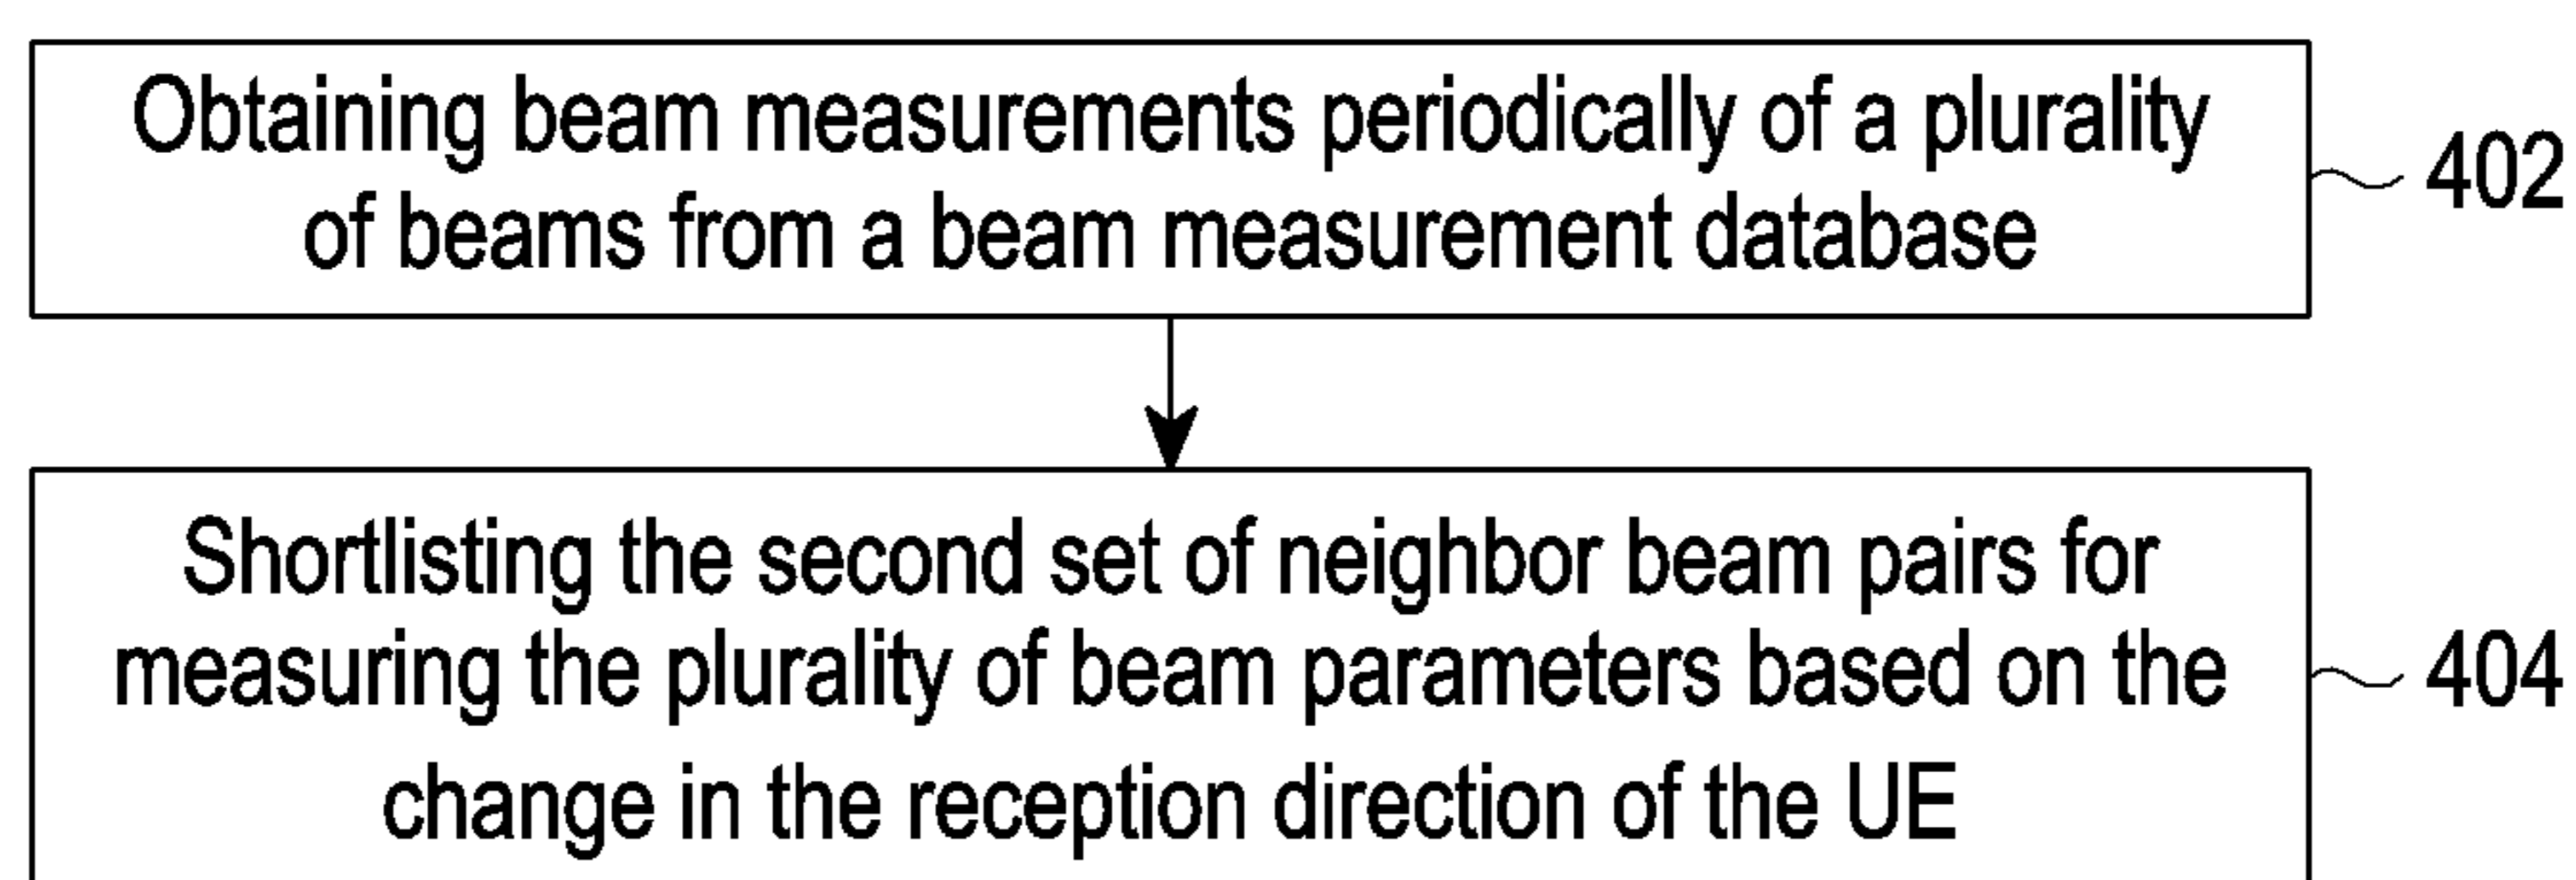 Obtaining beam measurements periodically of a plurality
of beams from a beam measurement database
402
Shortlisting the second set of neighbor beam pairs for
measuring the plurality of beam parameters based on the
change in the reception direction of the UE
404